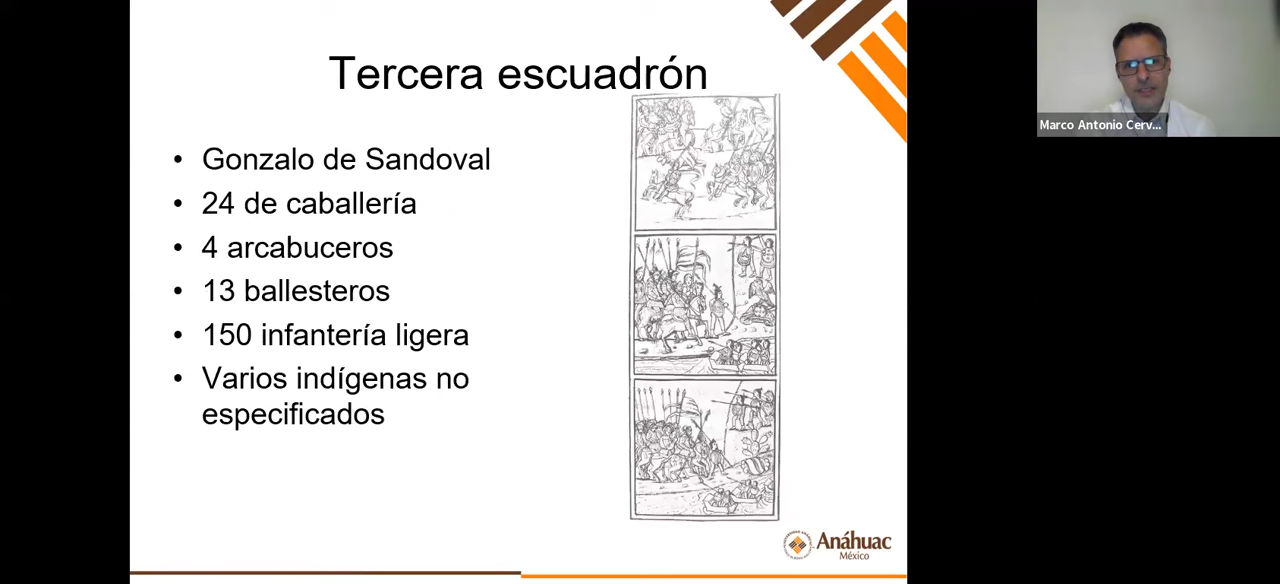 Tercera escuadrón
• Gonzalo de Sandoval
• 24 de caballería
• 4 arcabuceros
• 13 ballesteros
• 150 infantería ligera
• Varios indígenas no
especificados
Marco Antonio Cerv...
Anáhuac
México